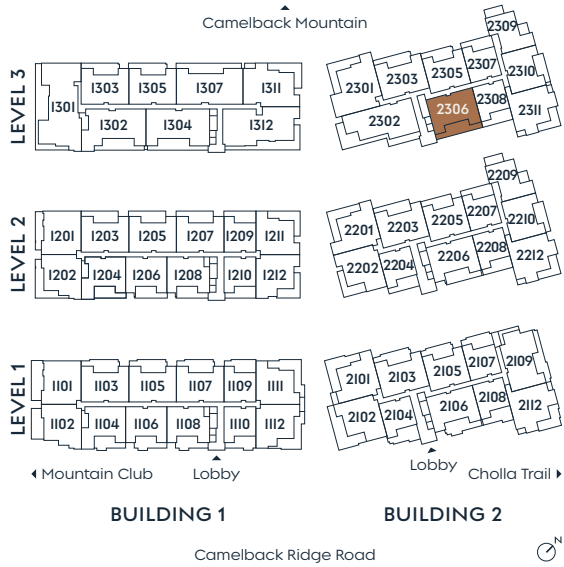 Camelback Mountain
LEVEL 3
1301 1303 1305 1307 1311
1302 1304 1312
2309
2301 2303 2305 2307 2310
2302 2306 2308 2311
LEVEL 2
1201 1203 1205 1207 1209 1211
1202 1204 1206 1208 1210 1212
2209
2201 2203 2205 2207 2210
2202 2204 2206 2208 2212
LEVEL 1
1101 1103 1105 1107 1109 1111
1102 1104 1106 1108 1110 1112
2101 2103 2105 2107 2109
2102 2104 2106 2108 2112
Mountain Club Lobby
Lobby Cholla Trail
BUILDING 1 BUILDING 2
Camelback Ridge Road
N